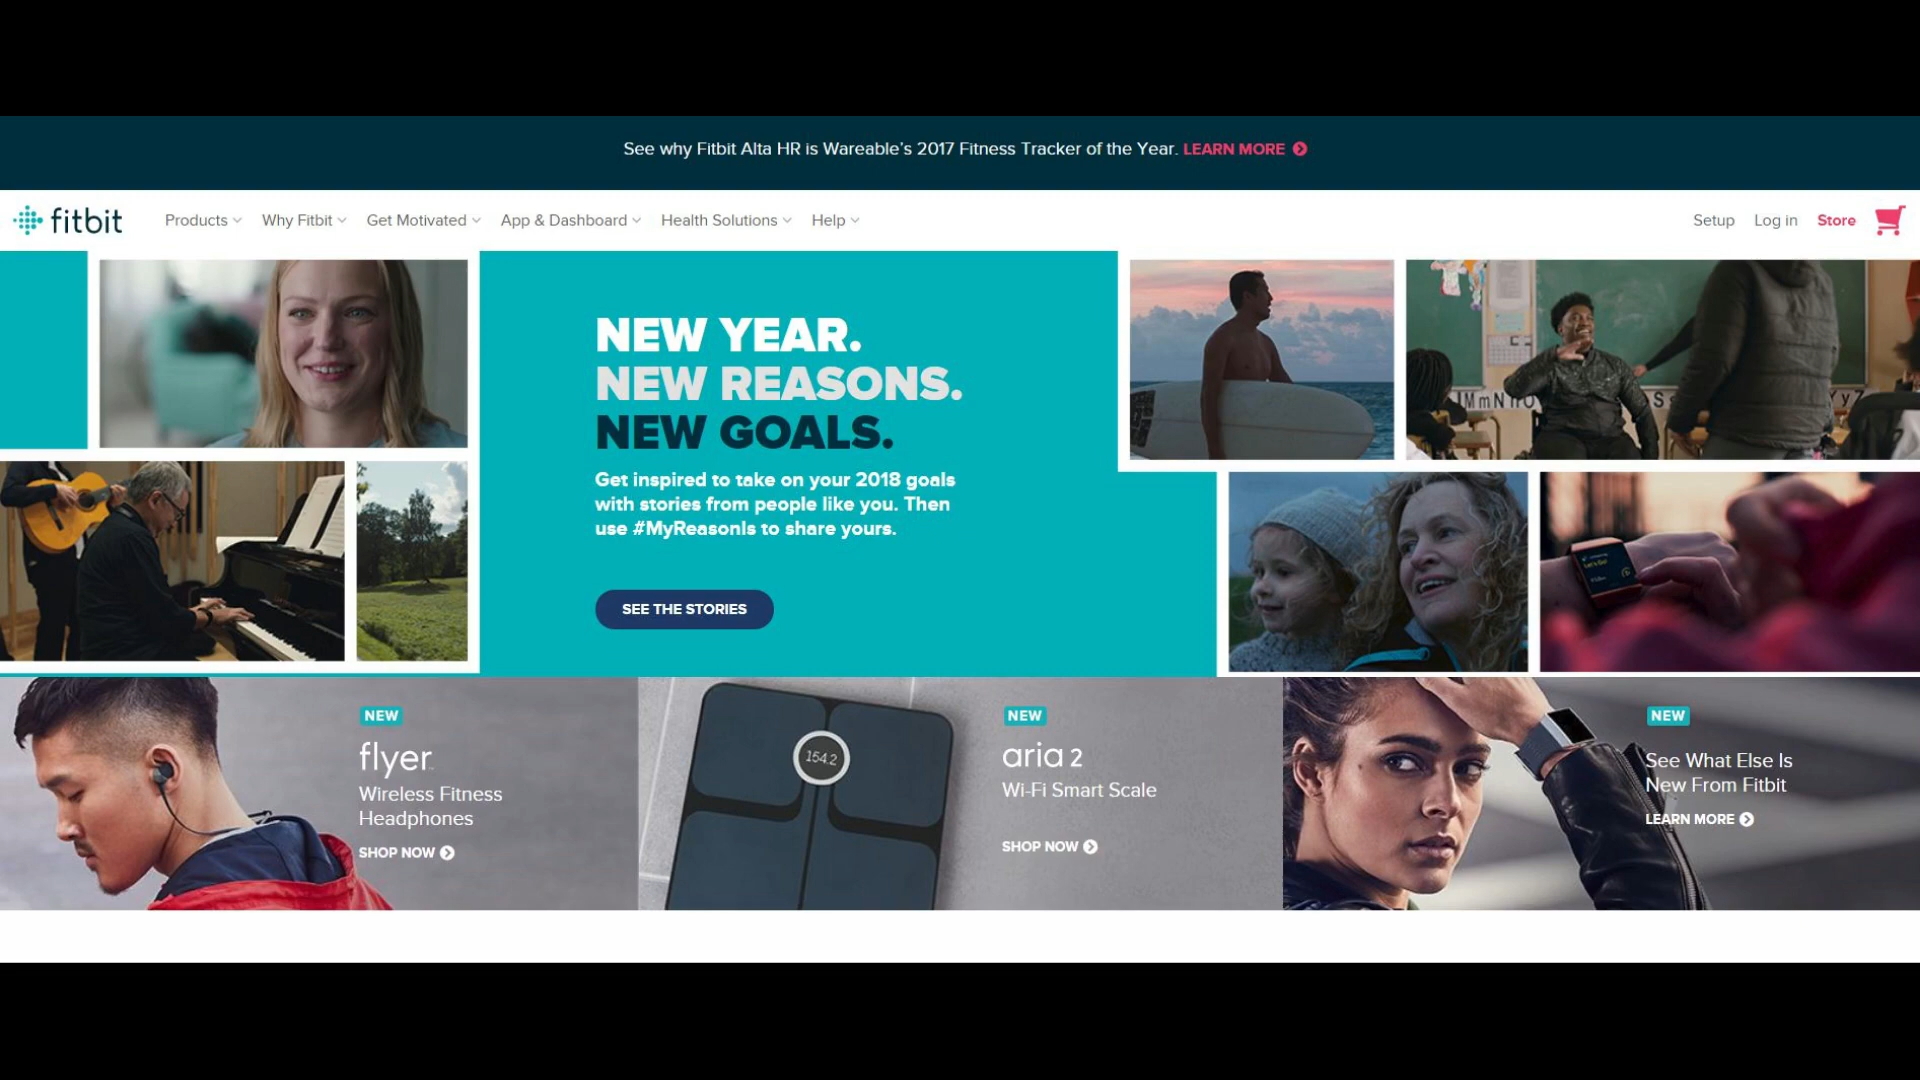 See why Fitbit Alta HR is Wareable's 2017 Fitness Tracker of the Year. LEARN MORE
fitbit
Products Why Fitbit Get Motivated App & Dashboard Health Solutions Help
Setup Log in Store
NEW YEAR.
NEW REASONS.
NEW GOALS.
Get inspired to take on your 2018 goals
with stories from people like you. Then
use #MyReasonIs to share yours.
SEE THE STORIES
Let's Go!
NEW
flyer
Wireless Fitness
Headphones
SHOP NOW
154.2
NEW
aria 2
Wi-Fi Smart Scale
SHOP NOW
NEW
See What Else Is
New From Fitbit
LEARN MORE